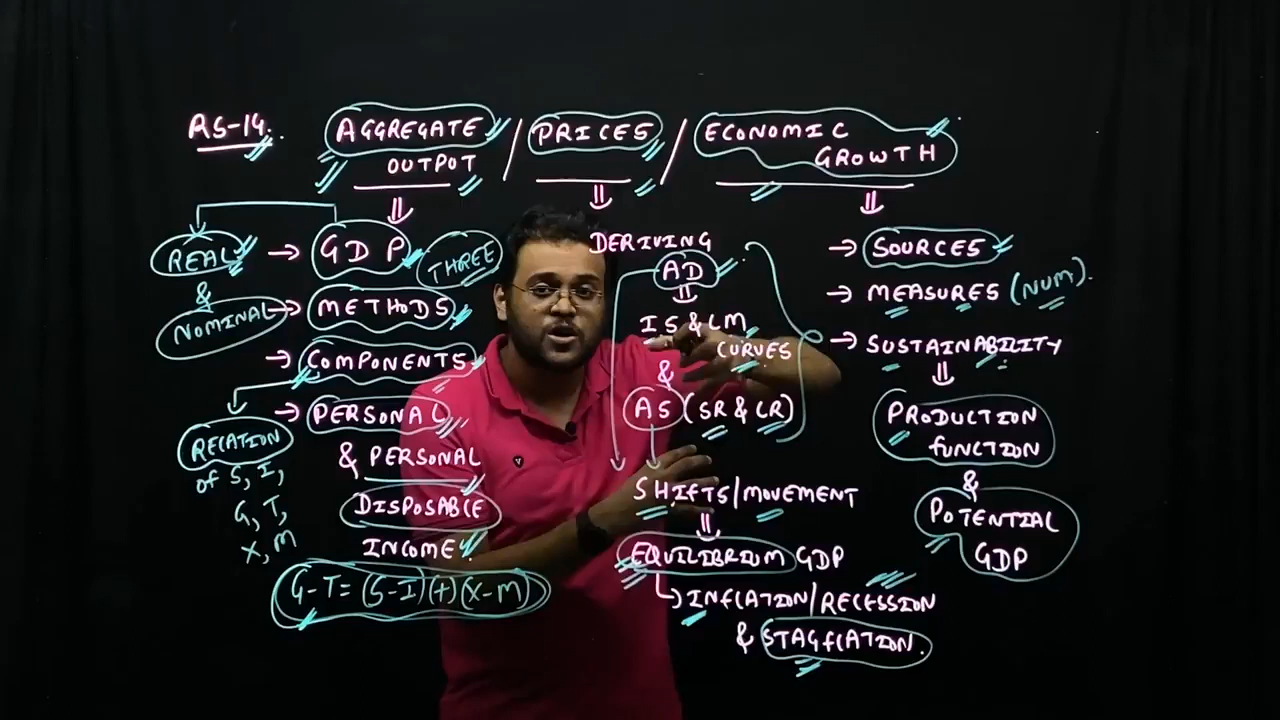 RS-14.
AGGREGATE
OUTPUT
/ PRICES /
ECONOMIC
GROWTH
REAL
&
NOMINAL
→ GDP
THREE
→ METHODS
→ COMPONENTS
RELATION
of S, I,
G, T,
X, M
→ PERSONAL
& PERSONAL
DISPOSABLE
INCOME
G-T = (S-I)(+)(X-M)
DERIVING
AD
IS & LM
CURVES
&
AS (SR & LR)
SHIFTS/MOVEMENT
EQUILIBRIUM GDP
INFLATION/RECESSION
& STAGFLATION.
→ SOURCES
→ MEASURES (NUM).
→ SUSTAINABILITY
PRODUCTION
FUNCTION
&
POTENTIAL
GDP